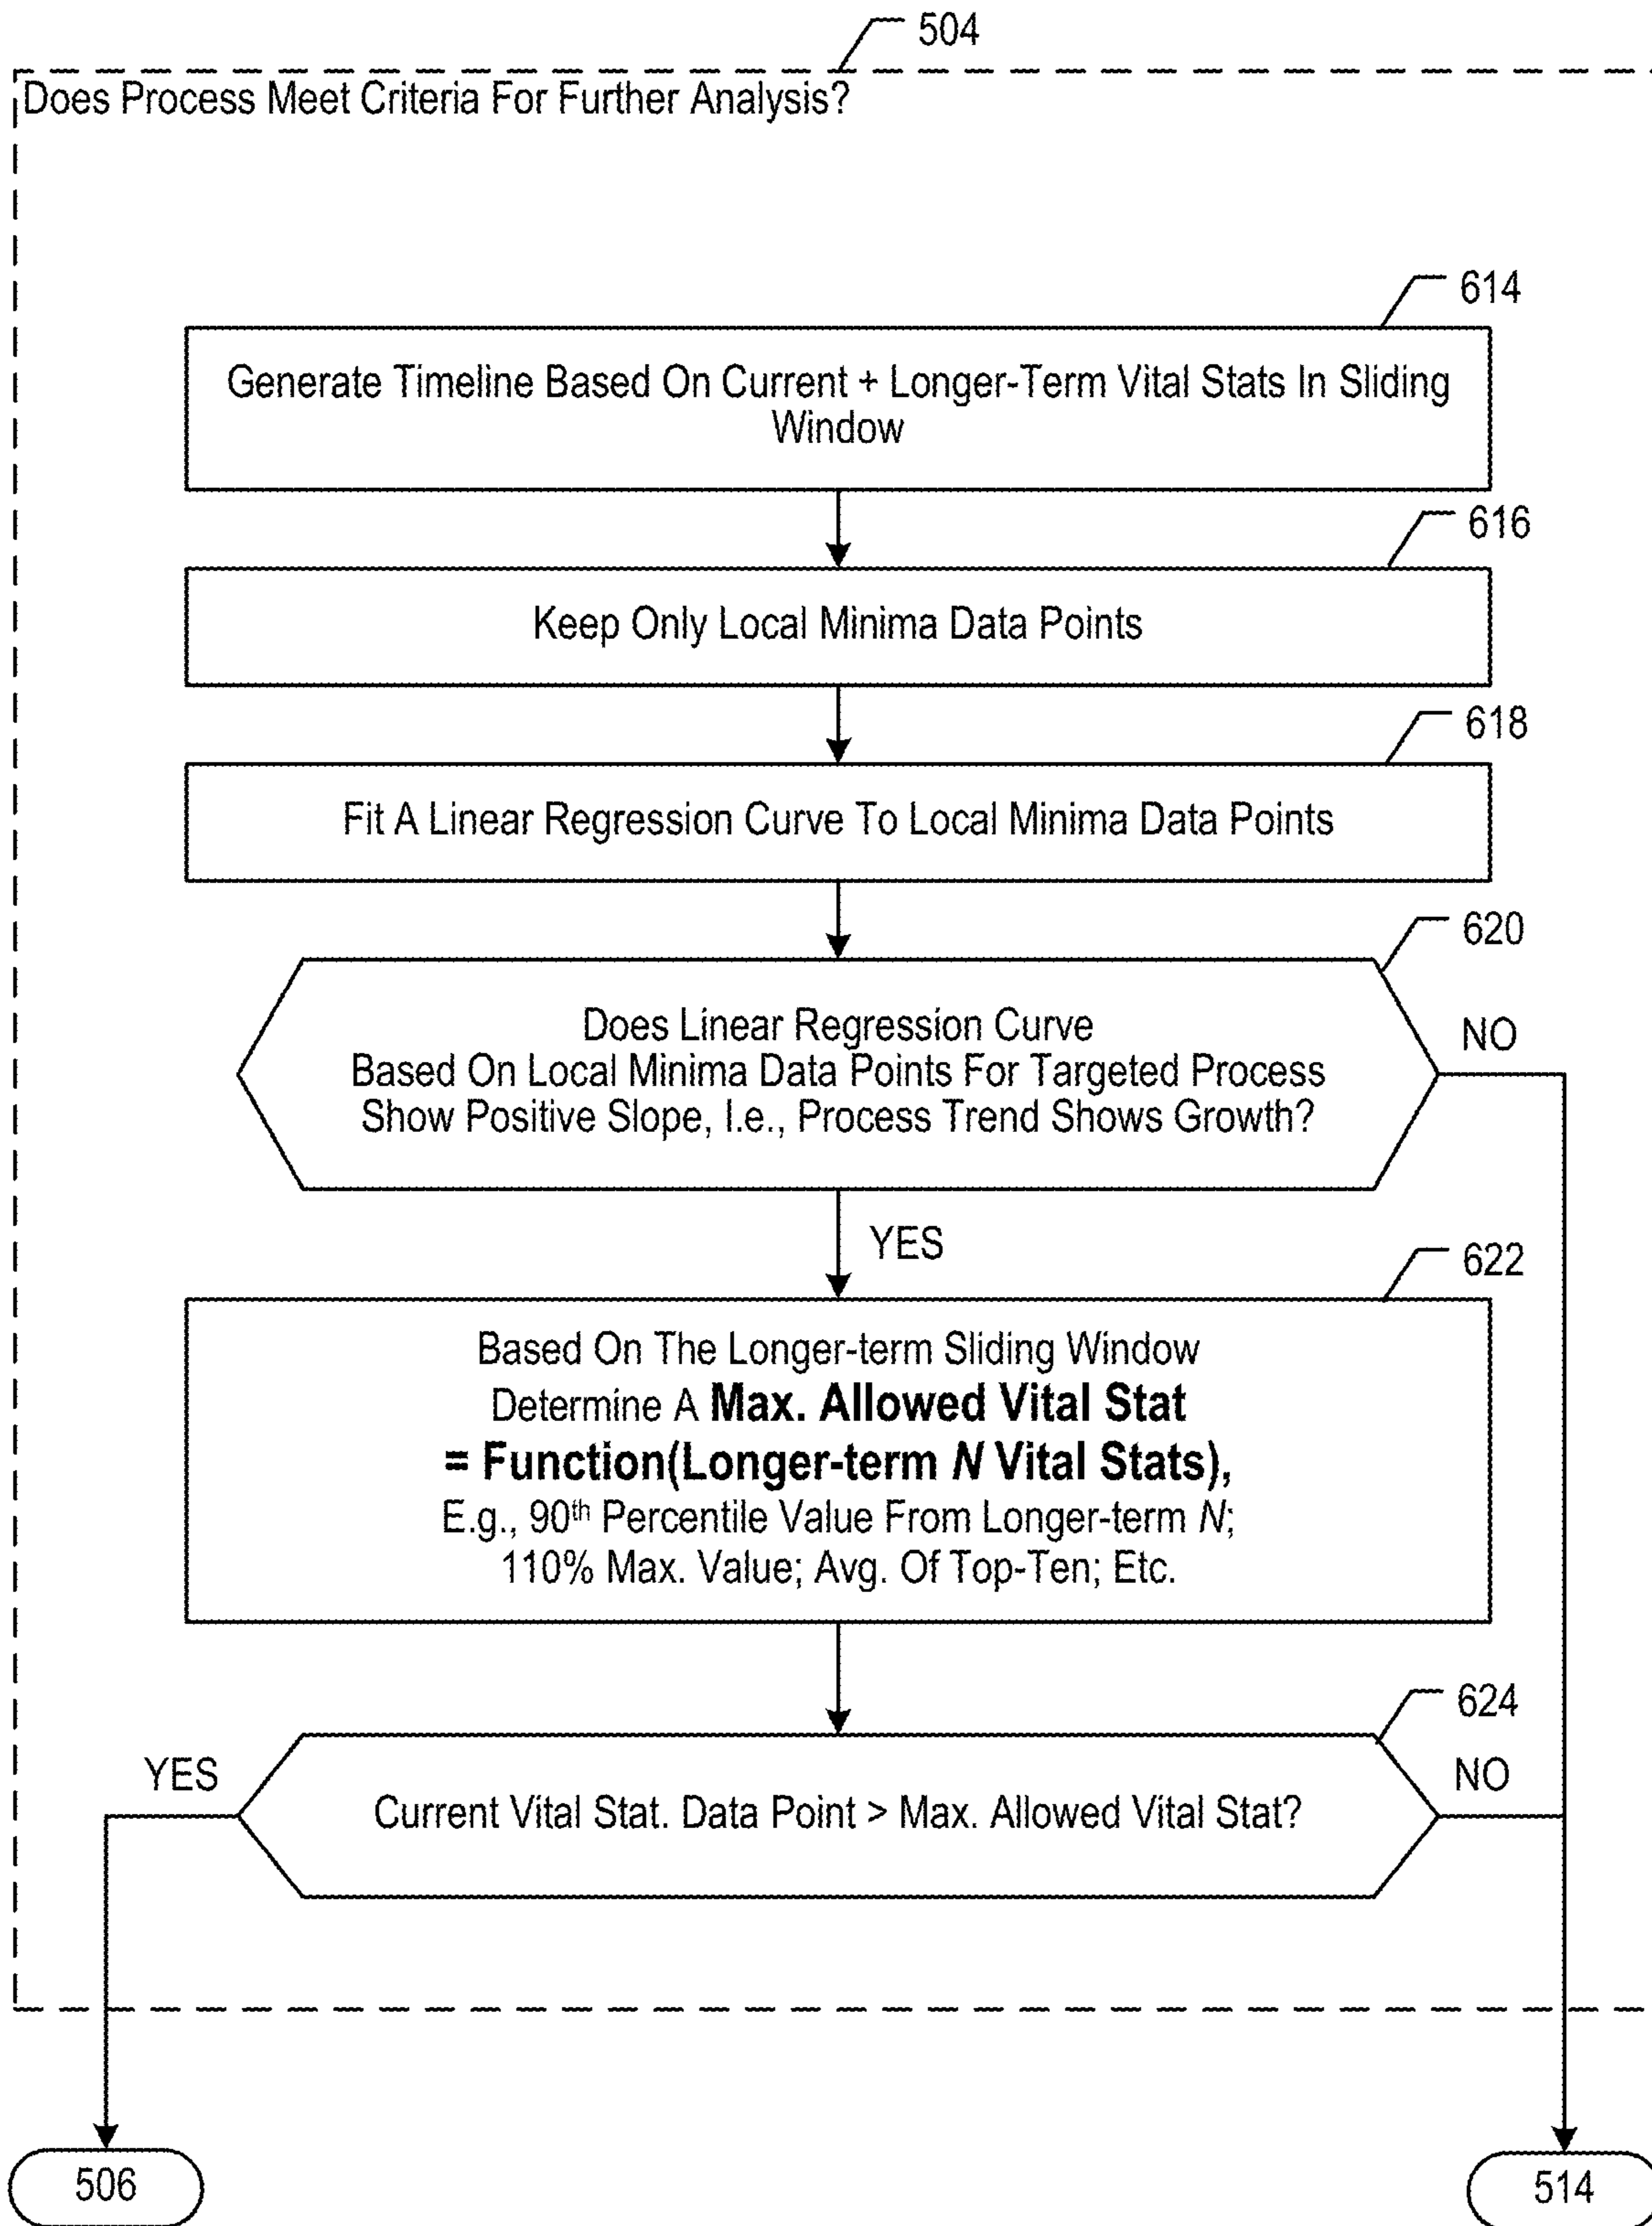 504
Does Process Meet Criteria For Further Analysis?
614
Generate Timeline Based On Current + Longer-Term Vital Stats In Sliding
Window
616
Keep Only Local Minima Data Points
618
Fit A Linear Regression Curve To Local Minima Data Points
620
Does Linear Regression Curve
Based On Local Minima Data Points For Targeted Process
Show Positive Slope, I.e., Process Trend Shows Growth?
NO
YES
622
Based On The Longer-term Sliding Window
Determine A Max. Allowed Vital Stat
= Function(Longer-term N Vital Stats),
E.g., 90th Percentile Value From Longer-term N;
110% Max. Value; Avg. Of Top-Ten; Etc.
624
YES
Current Vital Stat. Data Point > Max. Allowed Vital Stat?
NO
506
514